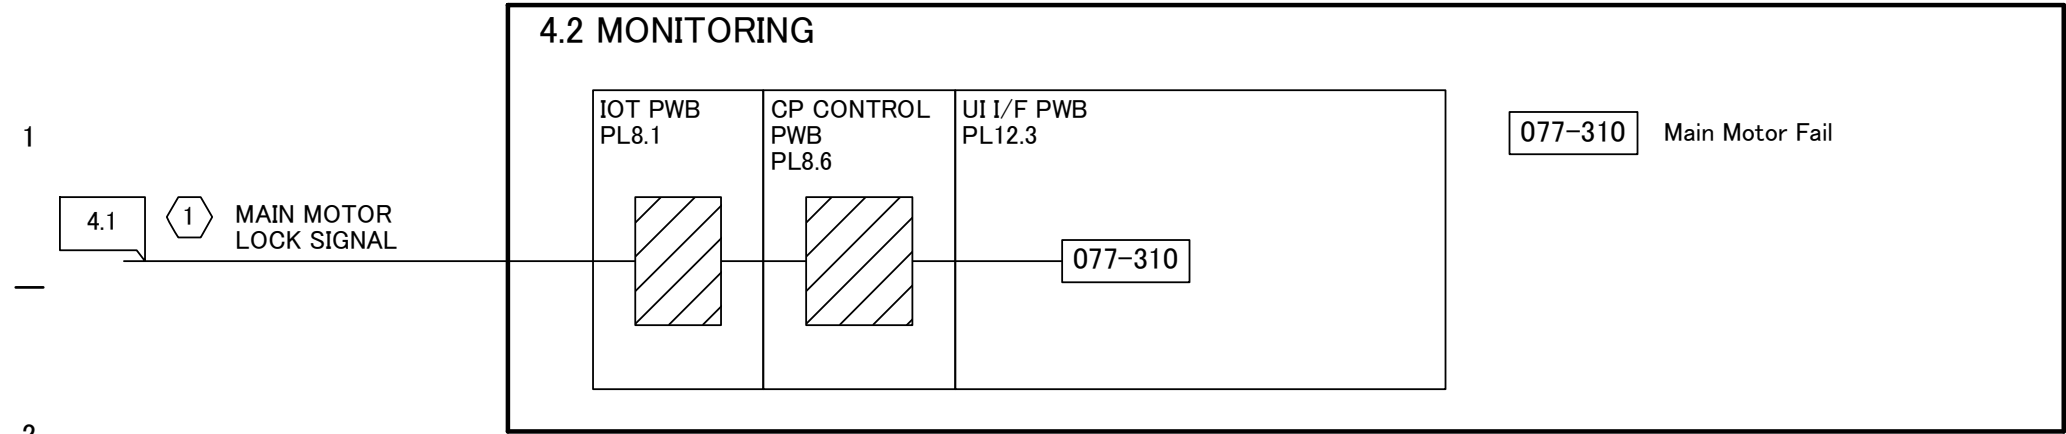 4.2 MONITORING
IOT PWB
PL8.1
CP CONTROL
PWB
PL8.6
UI I/F PWB
PL12.3
077-310
Main Motor Fail
1
4.1
1
MAIN MOTOR
LOCK SIGNAL
077-310